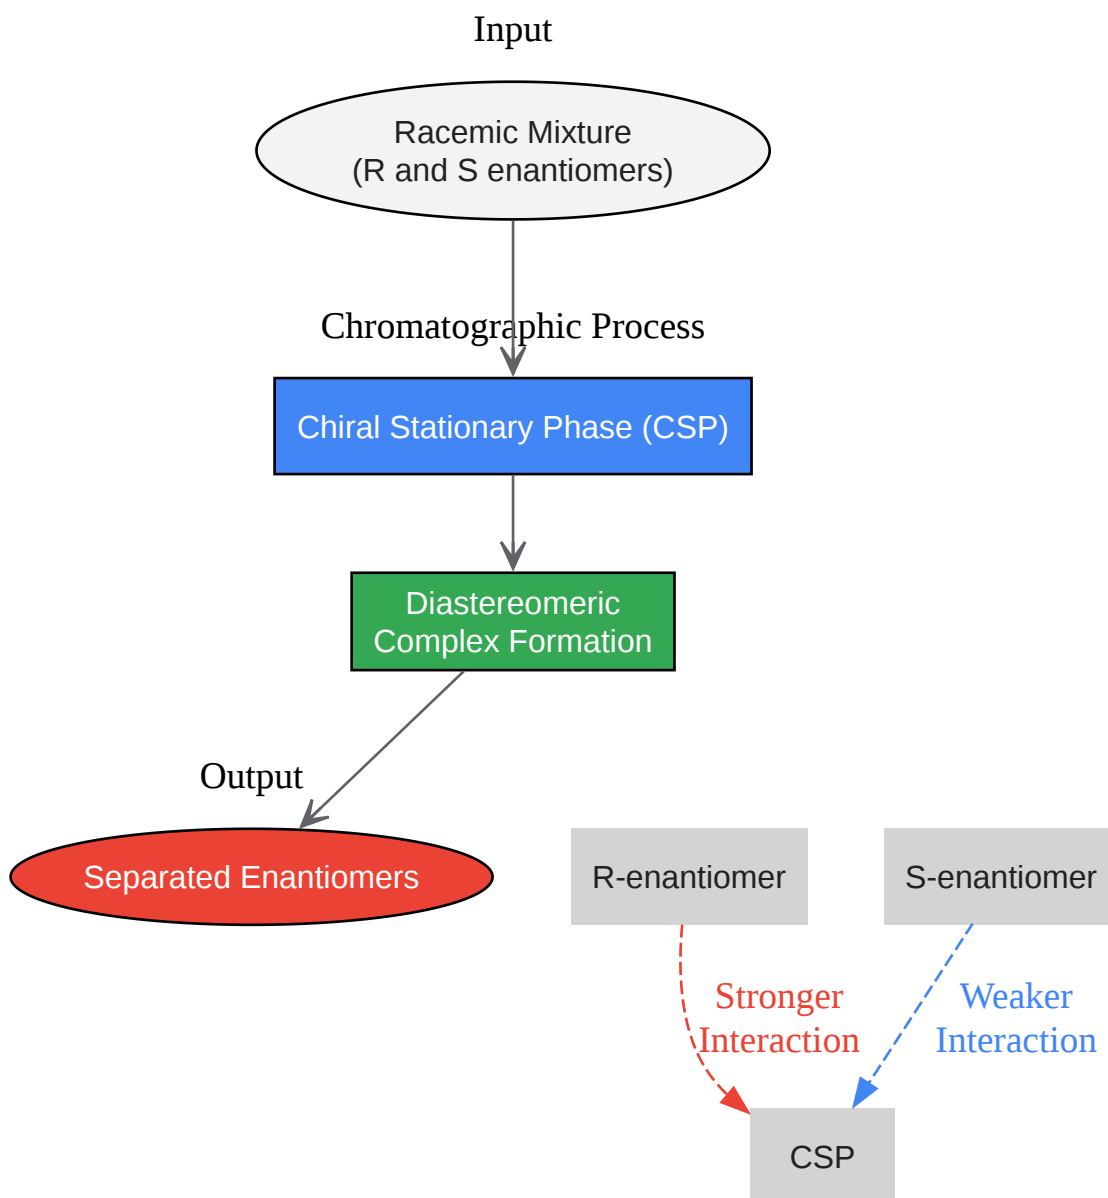 Input
Racemic Mixture
(R and S enantiomers)
Chromatographic Process
Chiral Stationary Phase (CSP)
Diastereomeric
Complex Formation
Output
Separated Enantiomers
R-enantiomer
S-enantiomer
Stronger
Interaction
Weaker
Interaction
CSP